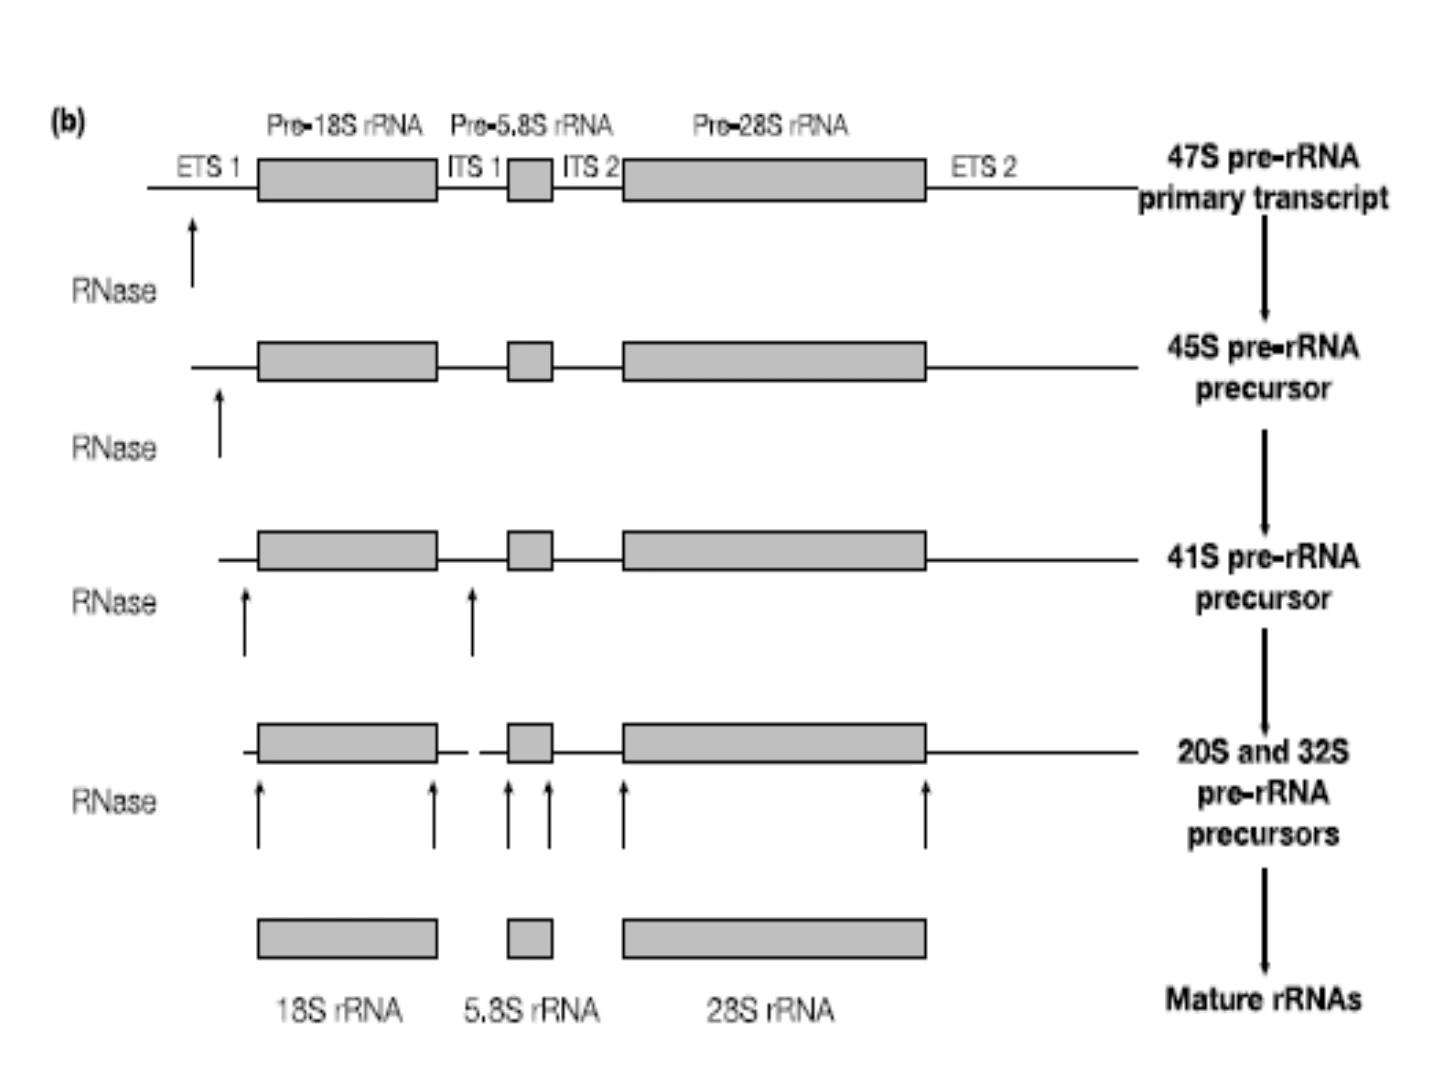 (b)
Pre-18S rRNA Pre-5.8S rRNA Pre-28S rRNA
ETS 1 ITS 1 ITS 2 ETS 2
47S pre-rRNA
primary transcript
RNase
45S pre-rRNA
precursor
RNase
41S pre-rRNA
precursor
RNase
20S and 32S
pre-rRNA
precursors
RNase
Mature rRNAs
18S rRNA 5.8S rRNA 28S rRNA